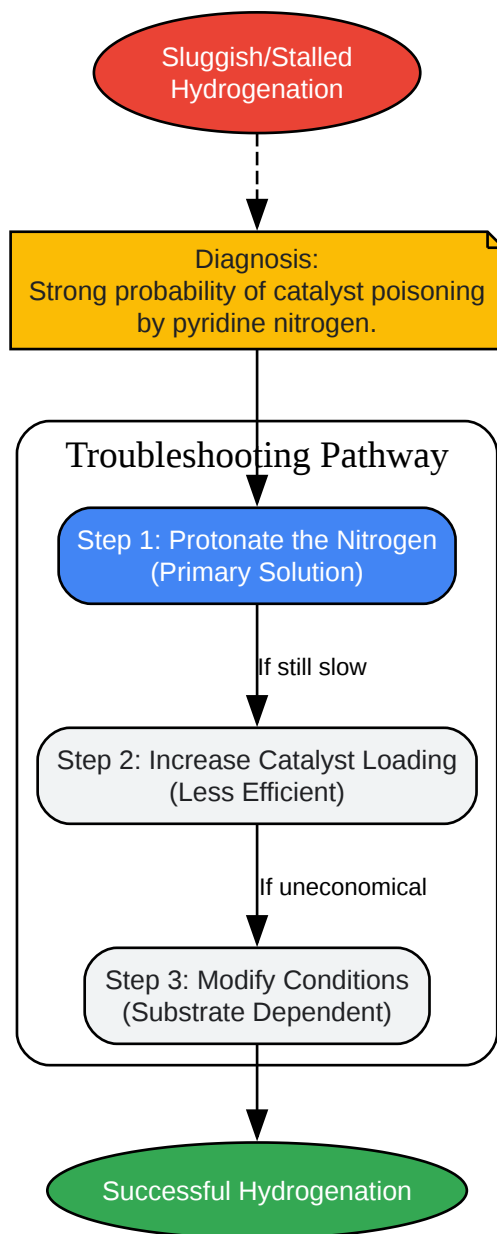 Sluggish/Stalled
Hydrogenation
Diagnosis:
Strong probability of catalyst poisoning
by pyridine nitrogen.
Troubleshooting Pathway
Step 1: Protonate the Nitrogen
(Primary Solution)
If still slow
Step 2: Increase Catalyst Loading
(Less Efficient)
If uneconomical
Step 3: Modify Conditions
(Substrate Dependent)
Successful Hydrogenation